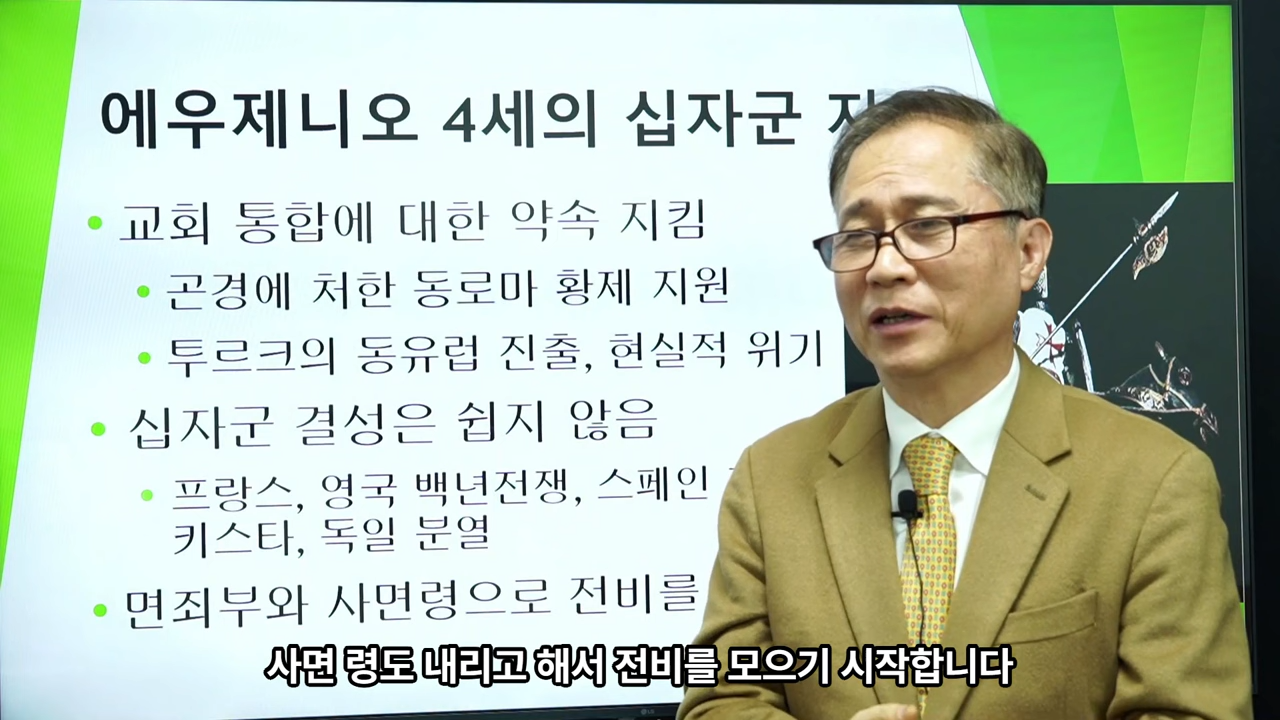 에우제니오 4세의 십자군
교회 통합에 대한 약속 지킴
곤경에 처한 동로마 황제 지원
투르크의 동유럽 진출, 현실적 위기
십자군 결성은 쉽지 않음
프랑스, 영국 백년전쟁, 스페인
키스타, 독일 분열
면죄부와 사면령으로 전비를
사면 령도 내리고 해서 전비를 모으기 시작합니다
LG